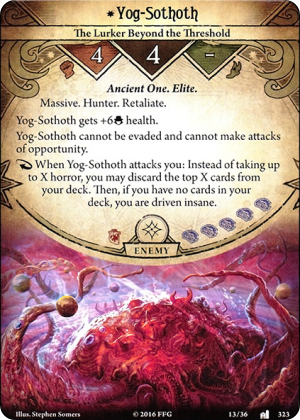 Yog-Sothoth
The Lurker Beyond the Threshold
4
4
–
Ancient One. Elite.
Massive. Hunter. Retaliate.
Yog-Sothoth gets +6 health.
Yog-Sothoth cannot be evaded and cannot make attacks
of opportunity.
When Yog-Sothoth attacks you: Instead of taking up
to X horror, you may discard the top X cards from
your deck. Then, if you have no cards in your
deck, you are driven insane.
ENEMY
Illus. Stephen Somers
© 2016 FFG
13/36
323